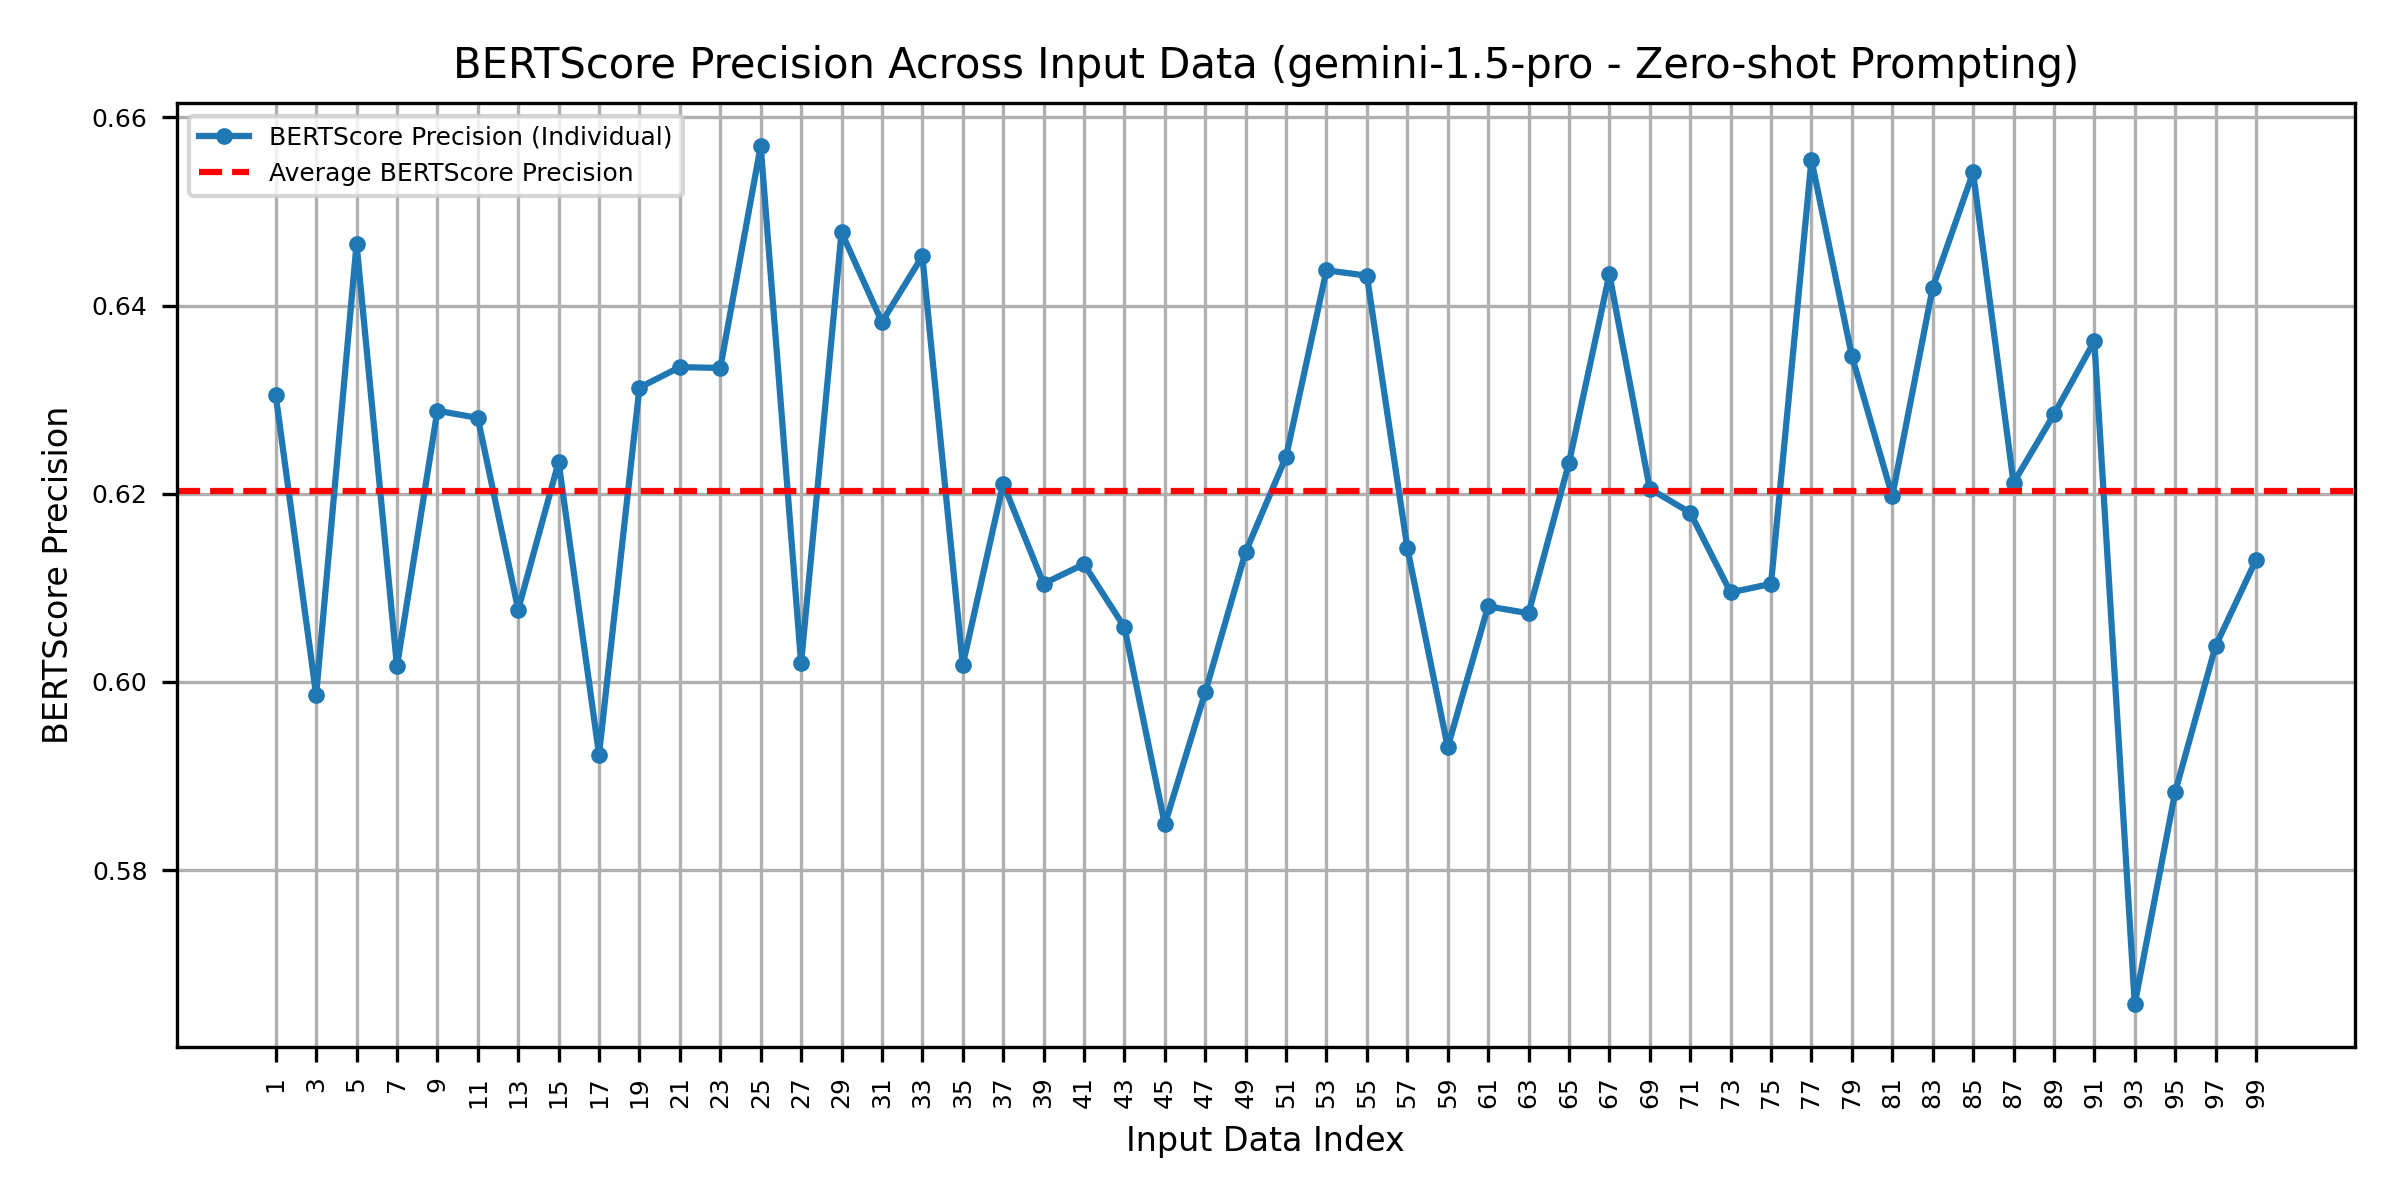 BERTScore Precision Across Input Data (gemini-1.5-pro - Zero-shot Prompting)
BERTScore Precision (Individual)
Average BERTScore Precision
BERTScore Precision
0.66
0.64
0.62
0.60
0.58
1 3 5 7 9 11 13 15 17 19 21 23 25 27 29 31 33 35 37 39 41 43 45 47 49 51 53 55 57 59 61 63 65 67 69 71 73 75 77 79 81 83 85 87 89 91 93 95 97 99
Input Data Index